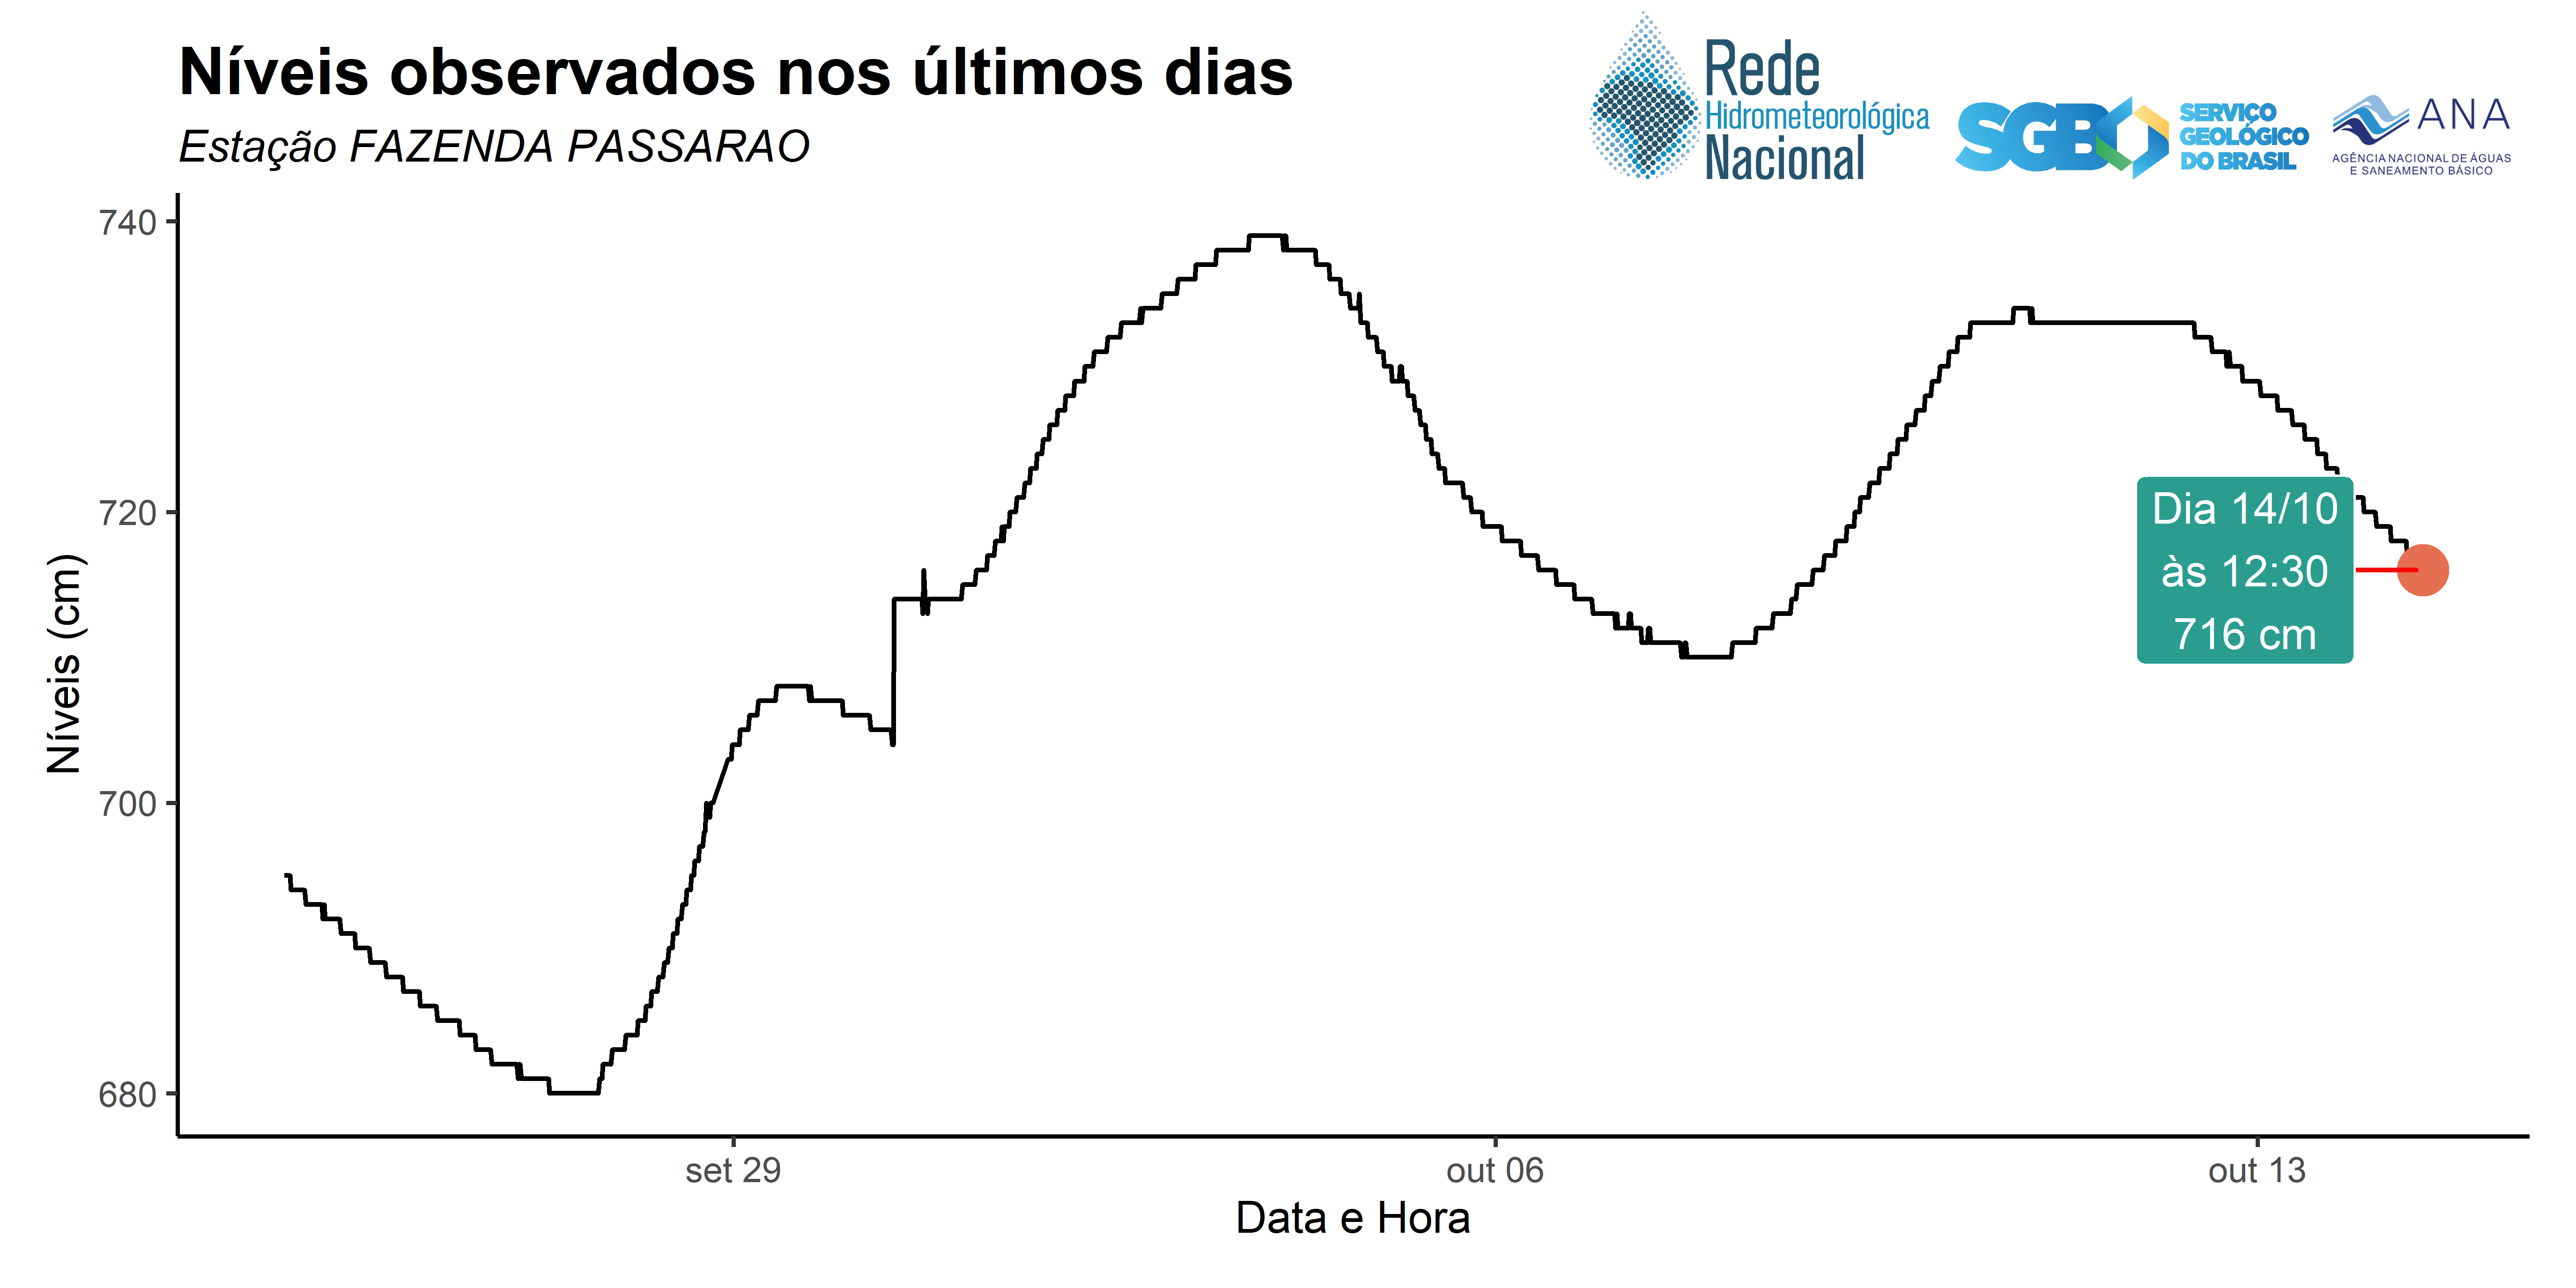 Níveis observados nos últimos dias
Estação FAZENDA PASSARAO
Rede
Hidrometeorológica
Nacional
SGB
SERVIÇO
GEOLÓGICO
DO BRASIL
ANA
AGÊNCIA NACIONAL DE ÁGUAS
E SANEAMENTO BÁSICO
Níveis (cm)
740
720
700
680
Dia 14/10
às 12:30
716 cm
set 29
out 06
out 13
Data e Hora